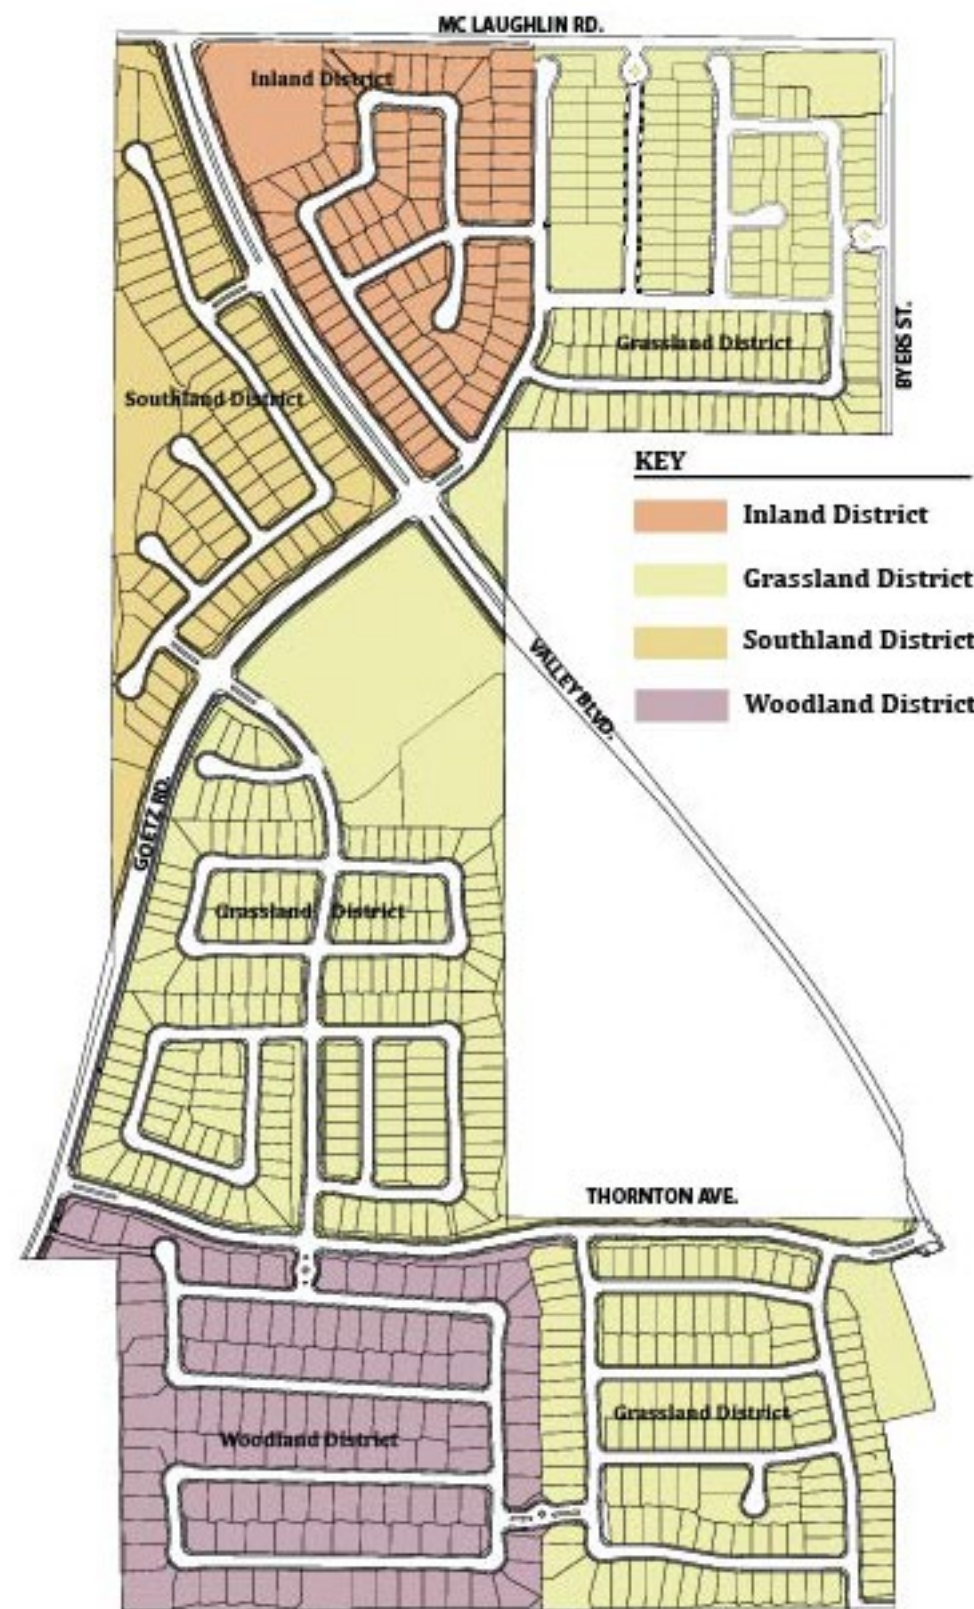 MC LAUGHLIN RD.
Inland District
Grassland District
BYERS ST.
Southland District
KEY
Inland District
Grassland District
Southland District
Woodland District
VALLEY BLVD.
GOETZ RD.
Grassland District
THORNTON AVE.
Grassland District
Woodland District